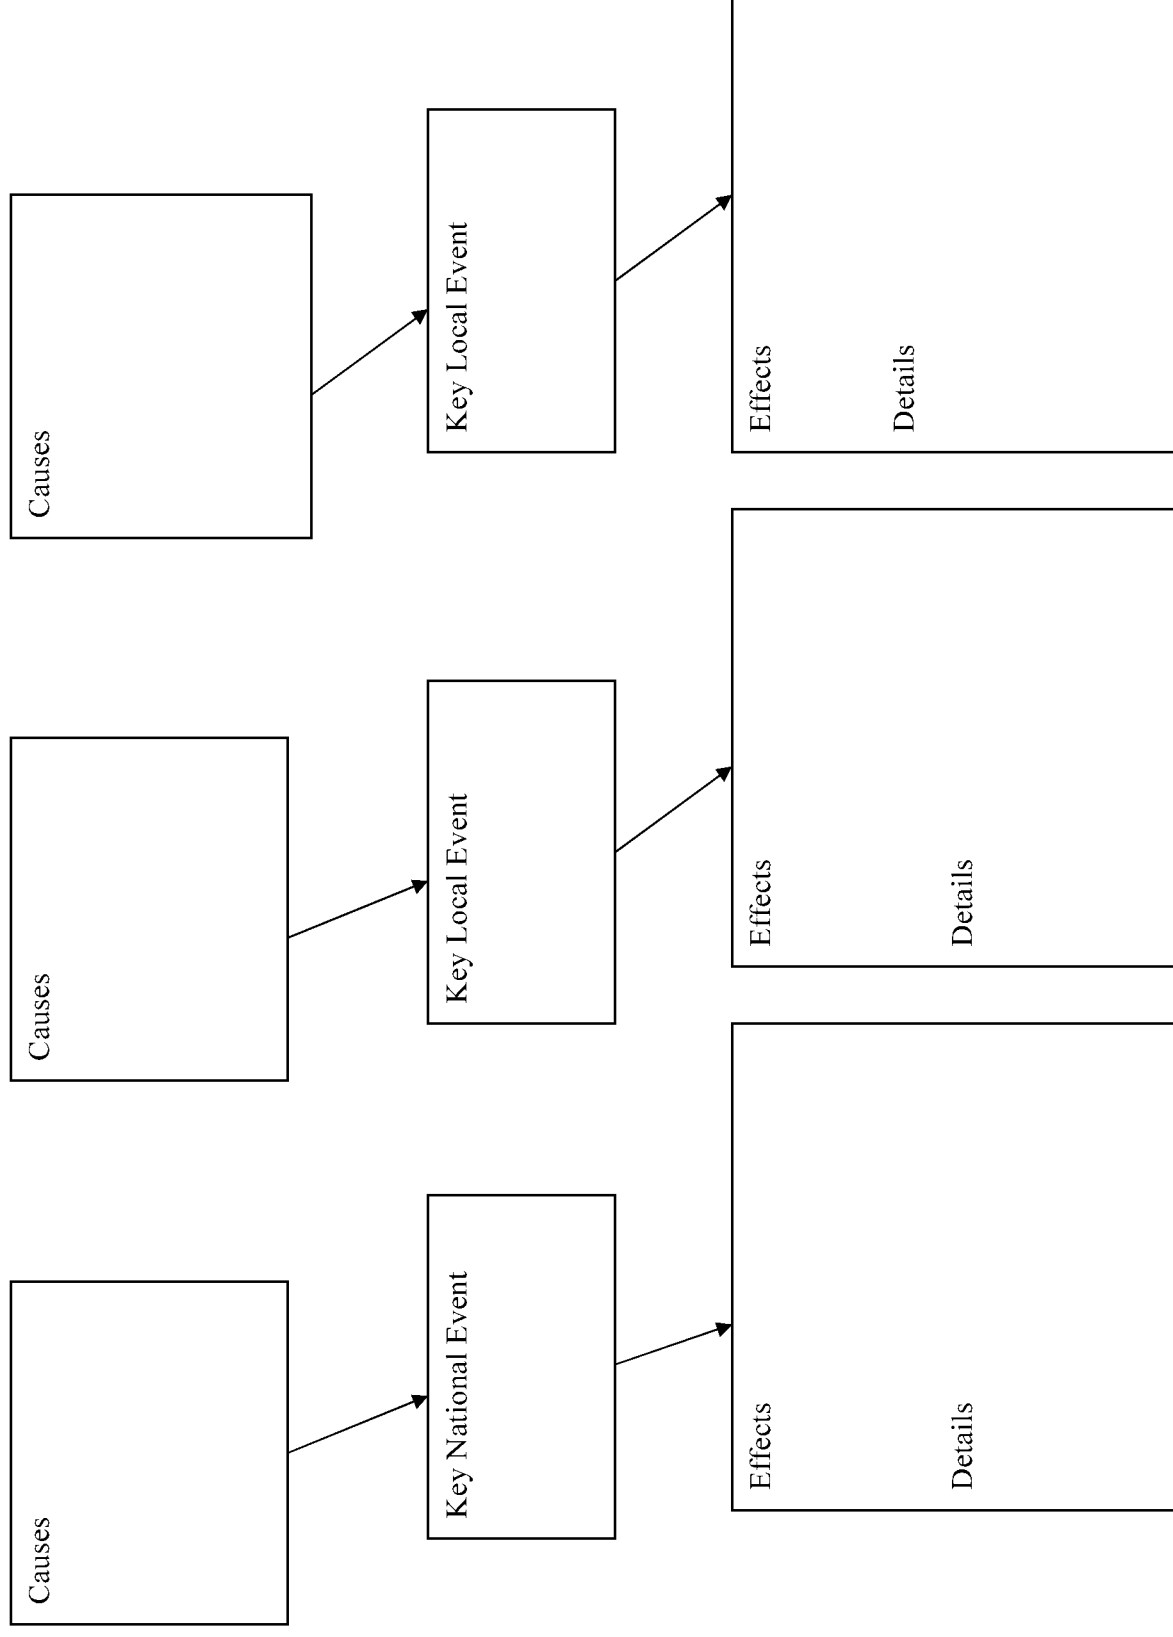 Causes
Causes
Causes
Key National Event
Key Local Event
Key Local Event
Effects
Effects
Effects
Details
Details
Details